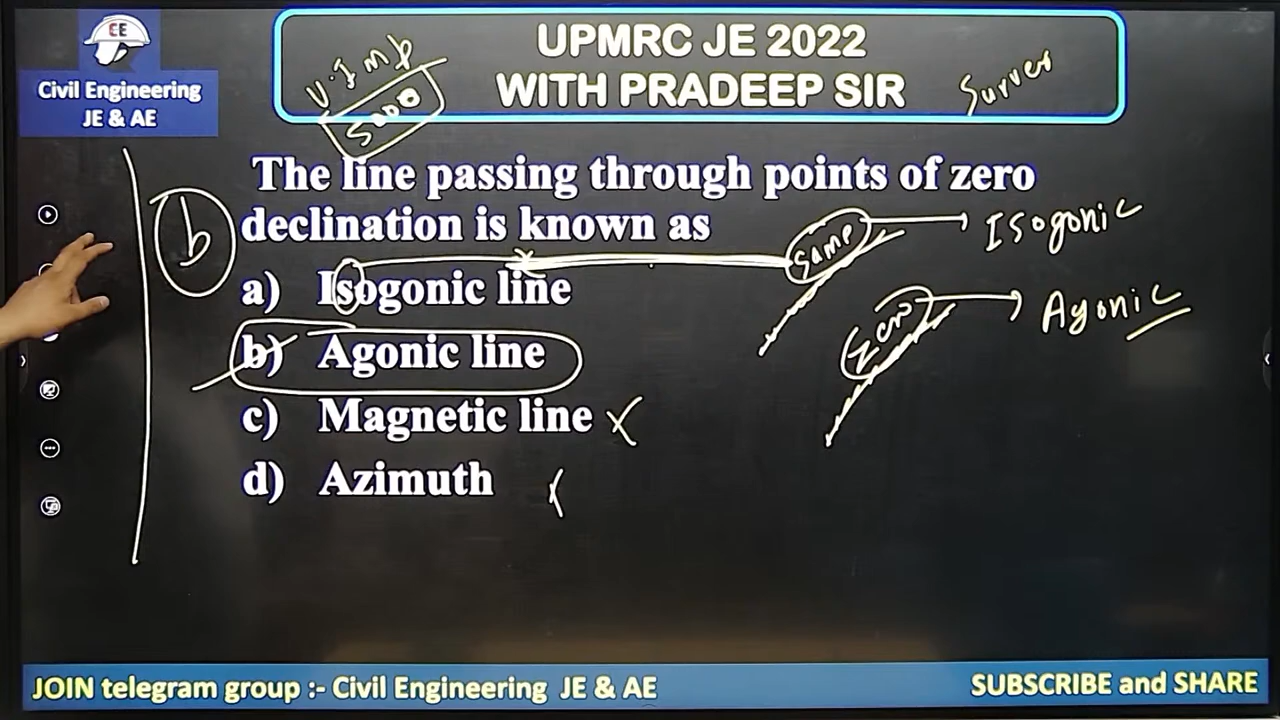 EE
Civil Engineering
JE & AE
UPMRC JE 2022
WITH PRADEEP SIR
V. Imp
5000
Survey
The line passing through points of zero
declination is known as
b
a) Isogonic line
b) Agonic line
c) Magnetic line
d) Azimuth
Same
Isogonic
Zero
Agonic
JOIN telegram group :- Civil Engineering JE & AE
SUBSCRIBE and SHARE